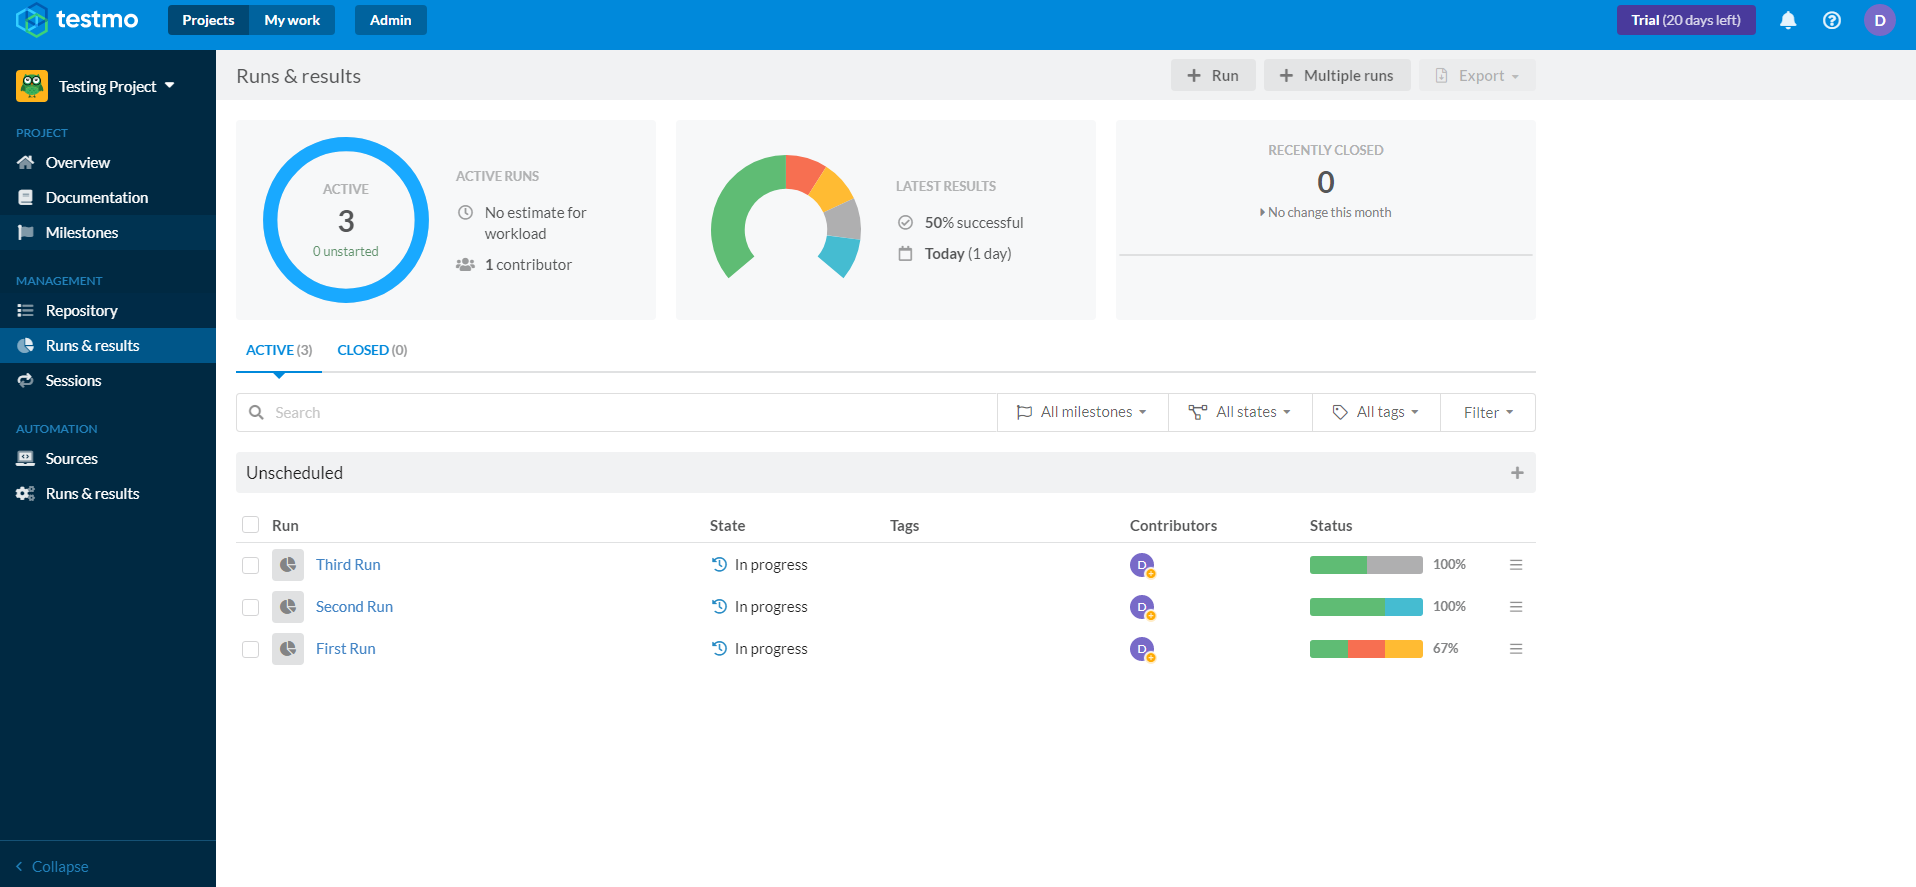 testmo
Projects
My work
Admin
Trial (20 days left)
D
Testing Project
PROJECT
Overview
Documentation
Milestones
MANAGEMENT
Repository
Runs & results
Sessions
AUTOMATION
Sources
Runs & results
Collapse
Runs & results
Run
Multiple runs
Export
ACTIVE
3
0 unstarted
ACTIVE RUNS
No estimate for
workload
1 contributor
LATEST RESULTS
50% successful
Today (1 day)
RECENTLY CLOSED
0
No change this month
ACTIVE (3)
CLOSED (0)
Search
All milestones
All states
All tags
Filter
Unscheduled
Run State Tags Contributors Status
Third Run In progress D 100%
Second Run In progress D 100%
First Run In progress D 67%